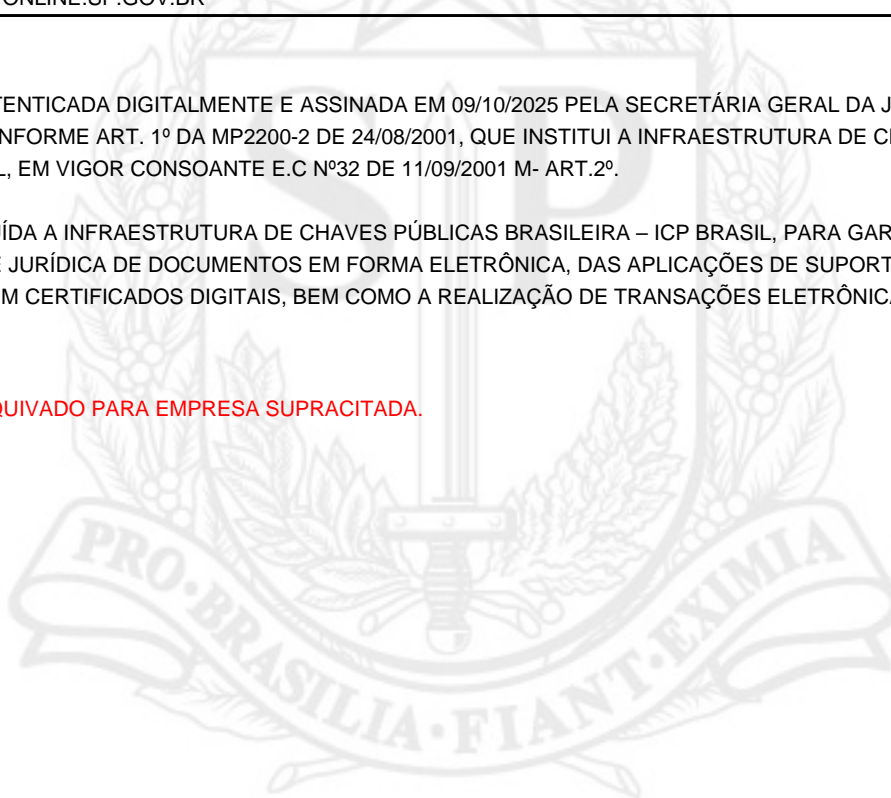 ONLINE.SP.GOV.BR
TENTICADA DIGITALMENTE E ASSINADA EM 09/10/2025 PELA SECRETÁRIA GERAL DA J
NFORME ART. 1º DA MP2200-2 DE 24/08/2001, QUE INSTITUI A INFRAESTRUTURA DE C
L, EM VIGOR CONSOANTE E.C Nº32 DE 11/09/2001 M- ART.2º.
ÍDA A INFRAESTRUTURA DE CHAVES PÚBLICAS BRASILEIRA – ICP BRASIL, PARA GAR
E JURÍDICA DE DOCUMENTOS EM FORMA ELETRÔNICA, DAS APLICAÇÕES DE SUPORT
M CERTIFICADOS DIGITAIS, BEM COMO A REALIZAÇÃO DE TRANSAÇÕES ELETRÔNICA
QUIVADO PARA EMPRESA SUPRACITADA.
SP
PRO·BRASILIA·FIANT·EXIMIA